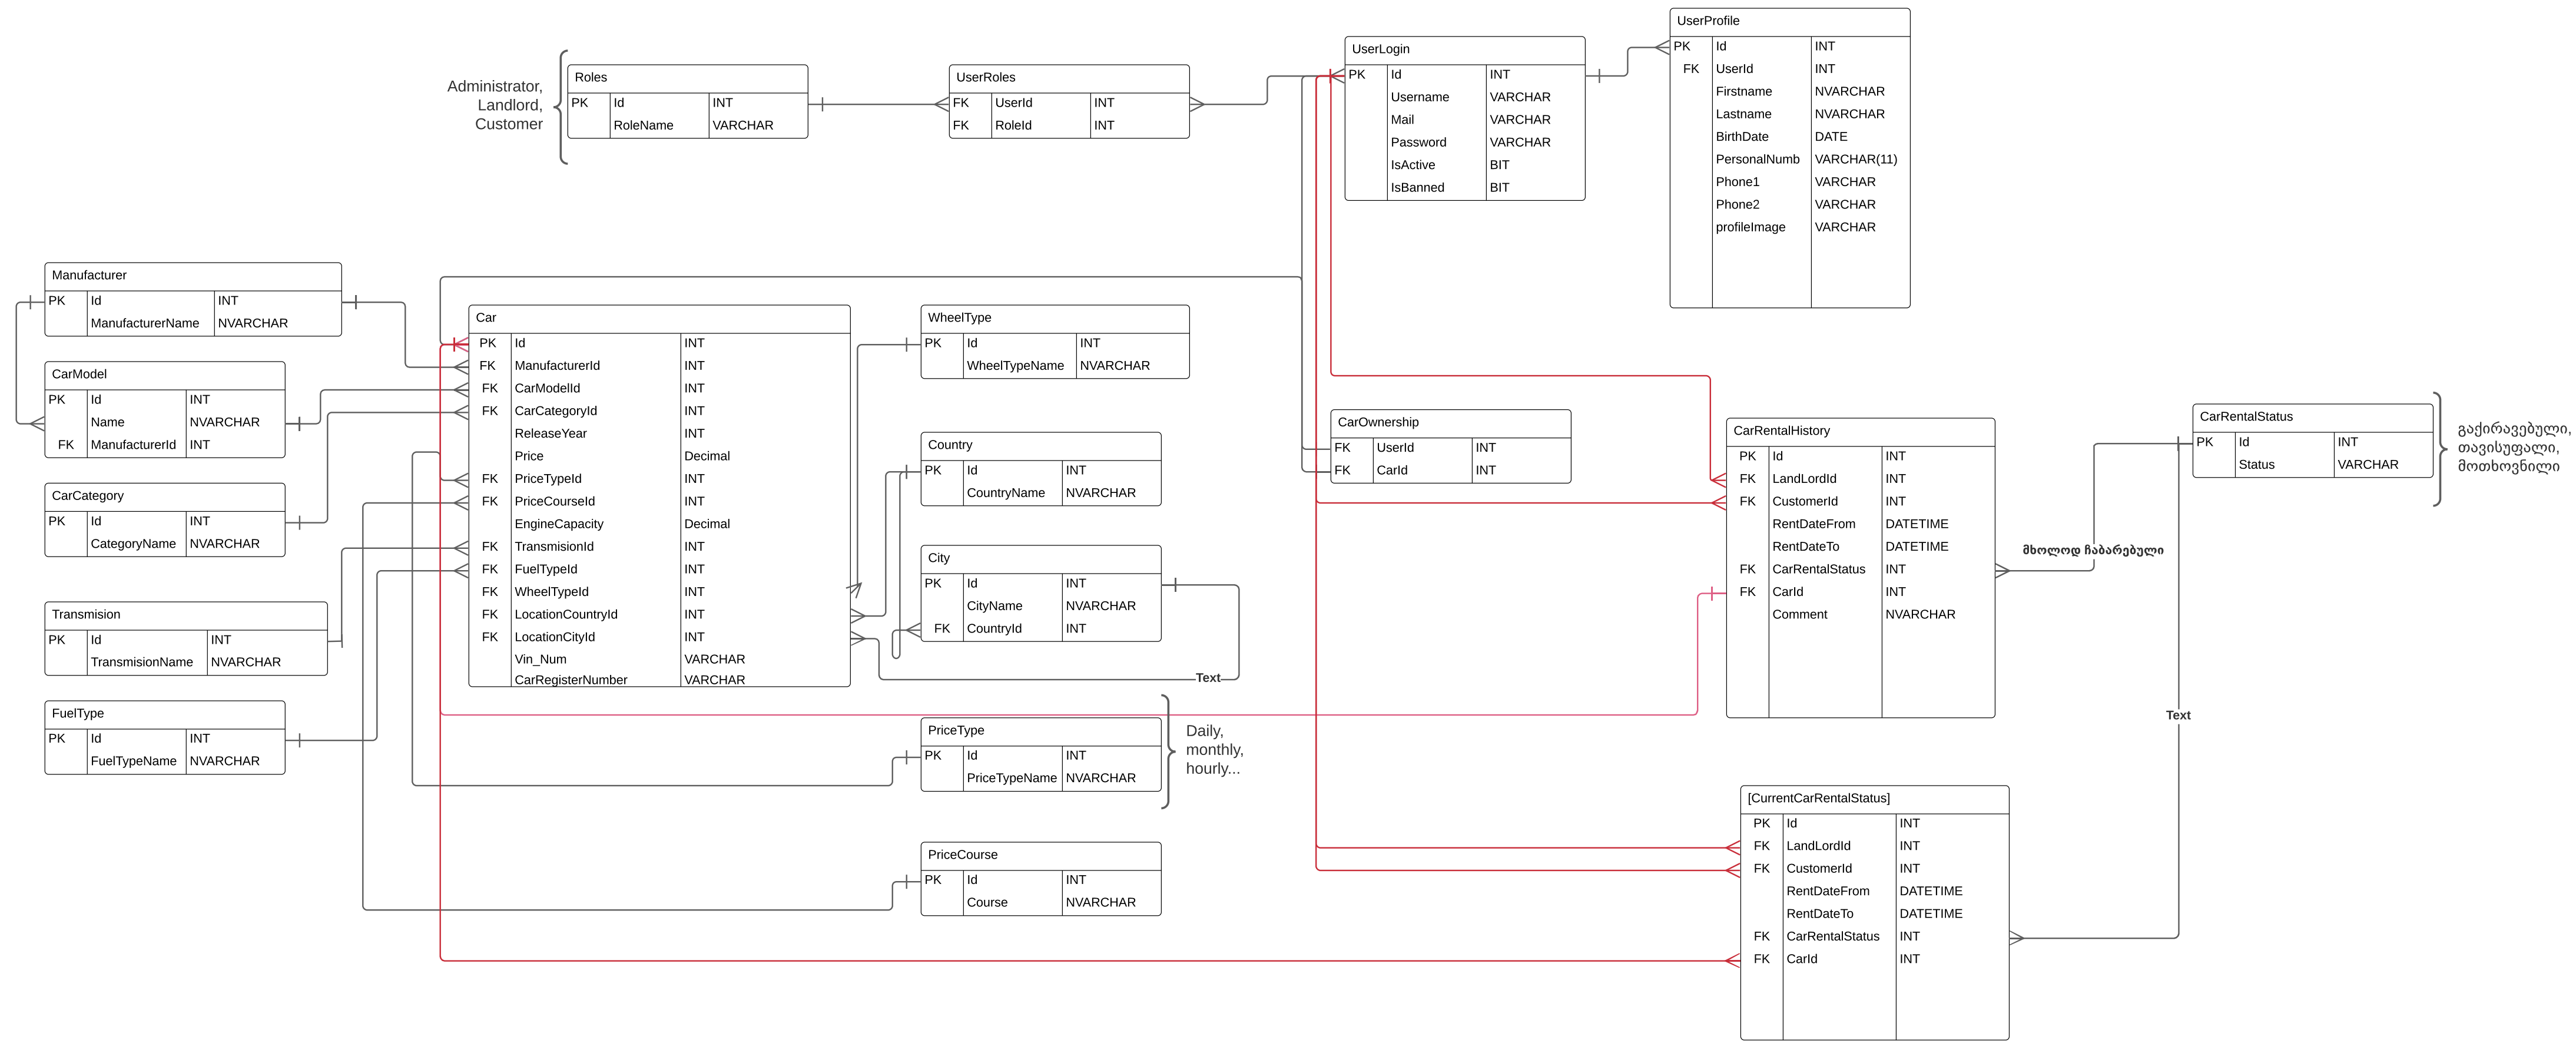 Administrator,
Landlord,
Customer
Roles
PK Id INT
RoleName VARCHAR
UserRoles
FK UserId INT
FK RoleId INT
UserLogin
PK Id INT
Username VARCHAR
Mail VARCHAR
Password VARCHAR
IsActive BIT
IsBanned BIT
UserProfile
PK Id INT
FK UserId INT
Firstname NVARCHAR
Lastname NVARCHAR
BirthDate DATE
PersonalNumb VARCHAR(11)
Phone1 VARCHAR
Phone2 VARCHAR
profileImage VARCHAR
Manufacturer
PK Id INT
ManufacturerName NVARCHAR
CarModel
PK Id INT
Name NVARCHAR
FK ManufacturerId INT
CarCategory
PK Id INT
CategoryName NVARCHAR
Transmision
PK Id INT
TransmisionName NVARCHAR
FuelType
PK Id INT
FuelTypeName NVARCHAR
Car
PK Id INT
FK ManufacturerId INT
FK CarModelId INT
FK CarCategoryId INT
ReleaseYear INT
Price Decimal
FK PriceTypeId INT
FK PriceCourseId INT
EngineCapacity Decimal
FK TransmisionId INT
FK FuelTypeId INT
FK WheelTypeId INT
FK LocationCountryId INT
FK LocationCityId INT
Vin_Num VARCHAR
CarRegisterNumber VARCHAR
WheelType
PK Id INT
WheelTypeName NVARCHAR
Country
PK Id INT
CountryName NVARCHAR
City
PK Id INT
CityName NVARCHAR
FK CountryId INT
Text
PriceType
PK Id INT
PriceTypeName NVARCHAR
Daily,
monthly,
hourly...
PriceCourse
PK Id INT
Course NVARCHAR
CarOwnership
FK UserId INT
FK CarId INT
CarRentalHistory
PK Id INT
FK LandLordId INT
FK CustomerId INT
RentDateFrom DATETIME
RentDateTo DATETIME
FK CarRentalStatus INT
FK CarId INT
Comment NVARCHAR
მხოლოდ ჩაბარებული
CarRentalStatus
PK Id INT
Status VARCHAR
გაქირავებული,
თავისუფალი,
მოთხოვნილი
Text
[CurrentCarRentalStatus]
PK Id INT
FK LandLordId INT
FK CustomerId INT
RentDateFrom DATETIME
RentDateTo DATETIME
FK CarRentalStatus INT
FK CarId INT